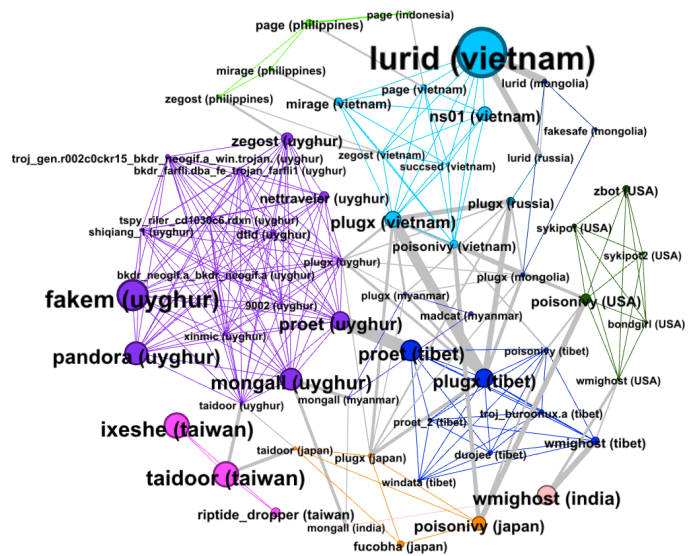 page (indonesia)
page (philippines)
lurid (vietnam)
mirage (philippines)
lurid (mongolia)
page (vietnam)
zegost (philippines)
mirage (vietnam)
ns01 (vietnam)
fakesafe (mongolia)
zegost (uyghur)
zegost (vietnam)
lurid (russia)
troj_gen.r002c0ckr15_bkdr_neogif.a_win.trojan. (uyghur)
succsed (vietnam)
bkdr_farfli.dba_fe_trojan_farfli1 (uyghur)
zbot (USA)
nettraveler (uyghur)
plugx (russia)
tspy_riler_cd1030c6.rdxn (uyghur)
plugx (vietnam)
sykipot (USA)
shiqiang_1 (uyghur)
dtld (uyghur)
poisonivy (vietnam)
sykipot2 (USA)
plugx (uyghur)
bkdr_neogif.a_bkdr_neogif.a (uyghur)
plugx (mongolia)
fakem (uyghur)
plugx (myanmar)
poisonivy (USA)
9002 (uyghur)
madcat (myanmar)
proet (uyghur)
bondgirl (USA)
xinmic (uyghur)
pandora (uyghur)
proet (tibet)
poisonivy (tibet)
mongall (uyghur)
plugx (tibet)
wmighost (USA)
taidoor (uyghur)
mongall (myanmar)
ixeshe (taiwan)
proet_2 (tibet)
wmighost (tibet)
taidoor (japan)
plugx (japan)
duojee (tibet)
taidoor (taiwan)
windata (tibet)
wmighost (india)
riptide_dropper (taiwan)
mongall (india)
poisonivy (japan)
fucobha (japan)